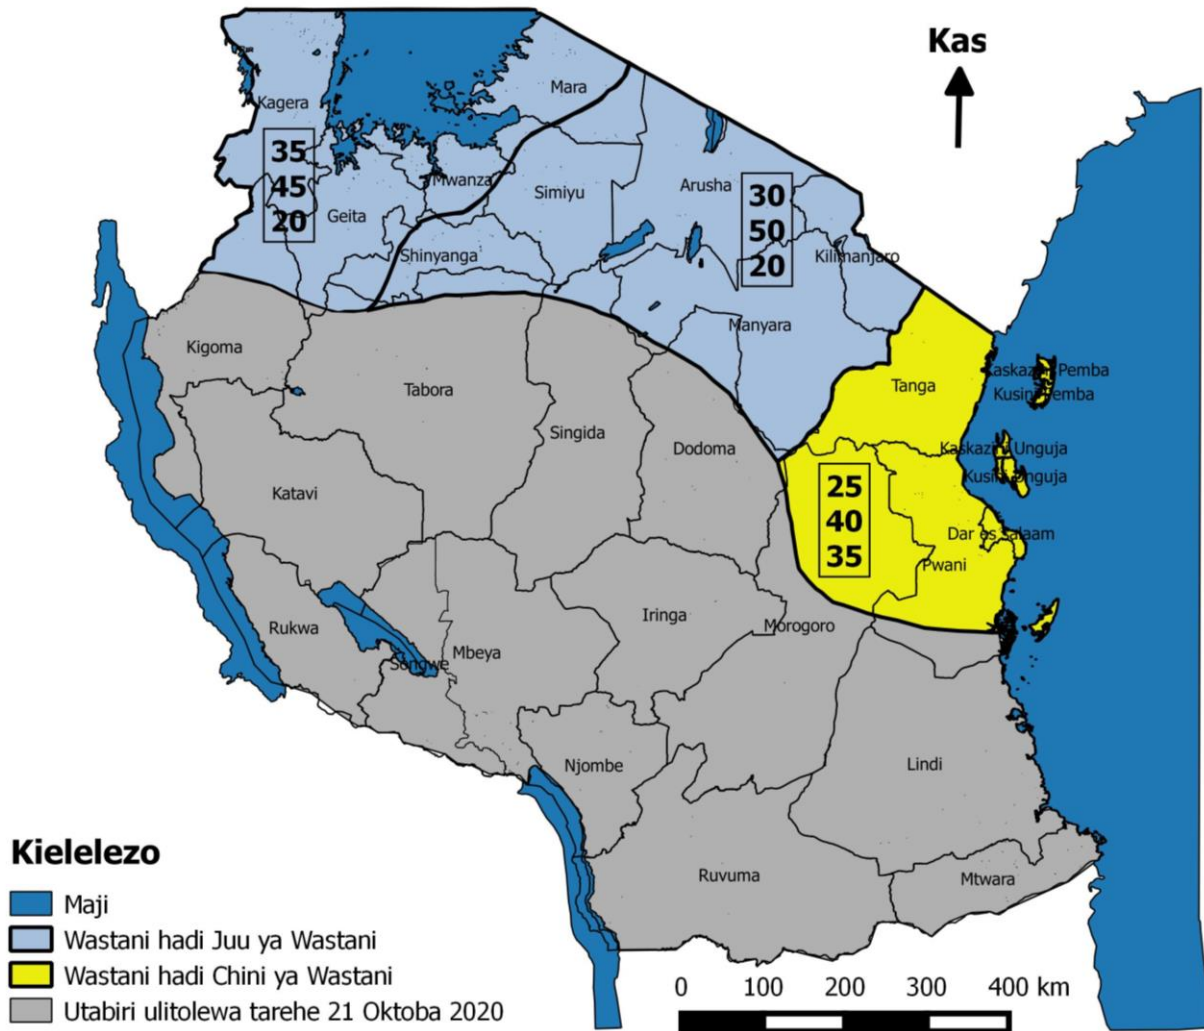 Kas
Mara
Kagera
35
45
20
Mwanza
Simiyu
Arusha
30
50
20
Geita
Shinyanga
Kilimanjaro
Manyara
Kigoma
Tabora
Singida
Dodoma
Tanga
Kaskazini Pemba
Kusini Pemba
Kaskazini Unguja
Kusini Unguja
Katavi
25
40
35
Dar es Salaam
Pwani
Rukwa
Songwe
Mbeya
Iringa
Morogoro
Njombe
Lindi
Ruvuma
Mtwara
Kielelezo
Maji
Wastani hadi Juu ya Wastani
Wastani hadi Chini ya Wastani
Utabiri ulitolewa tarehe 21 Oktoba 2020
0 100 200 300 400 km